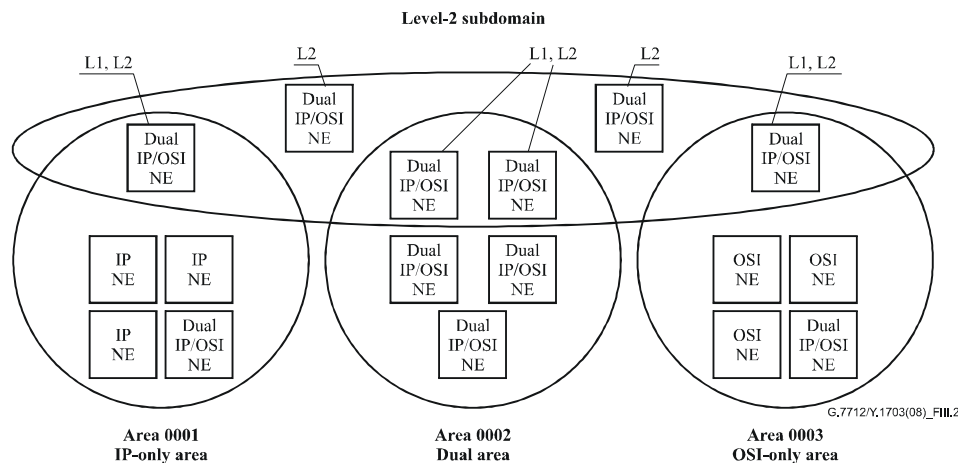 Level-2 subdomain
L1, L2
L2
L1, L2
L2
L1, L2
Dual
IP/OSI
NE
Dual
IP/OSI
NE
Dual
IP/OSI
NE
Dual
IP/OSI
NE
Dual
IP/OSI
NE
Dual
IP/OSI
NE
IP
NE
IP
NE
IP
NE
Dual
IP/OSI
NE
Dual
IP/OSI
NE
Dual
IP/OSI
NE
Dual
IP/OSI
NE
OSI
NE
OSI
NE
OSI
NE
Dual
IP/OSI
NE
G.7712/Y.1703(08)_FIII.2
Area 0001
IP-only area
Area 0002
Dual area
Area 0003
OSI-only area